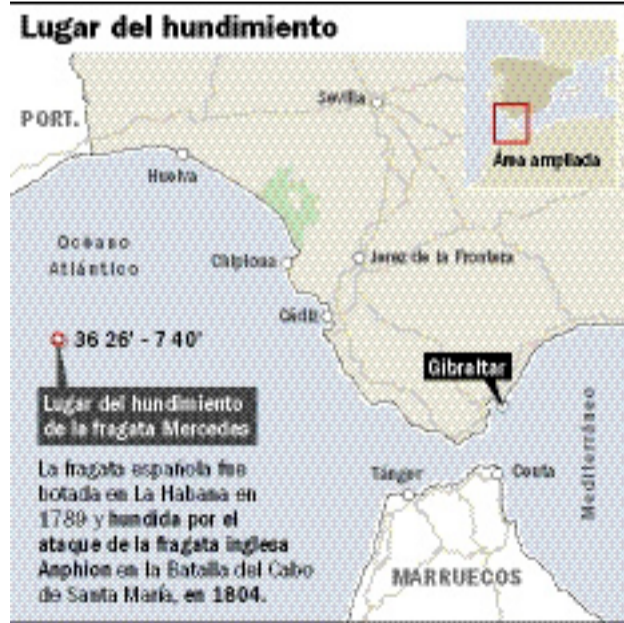 Lugar del hundimiento
PORT.
Sevilla
Área ampliada
Huelva
Oceano
Atlántico
Chipiona
Jerez de la Frontera
Cádiz
36 26' - 7 40'
Gibraltar
Lugar del hundimiento
de la fragata Mercedes
Mediterráneo
La fragata española fue
botada en La Habana en
1789 y hundida por el
ataque de la fragata inglesa
Anphion en la Batalla del Cabo
de Santa María, en 1804.
Tánger
Ceuta
MARRUECOS